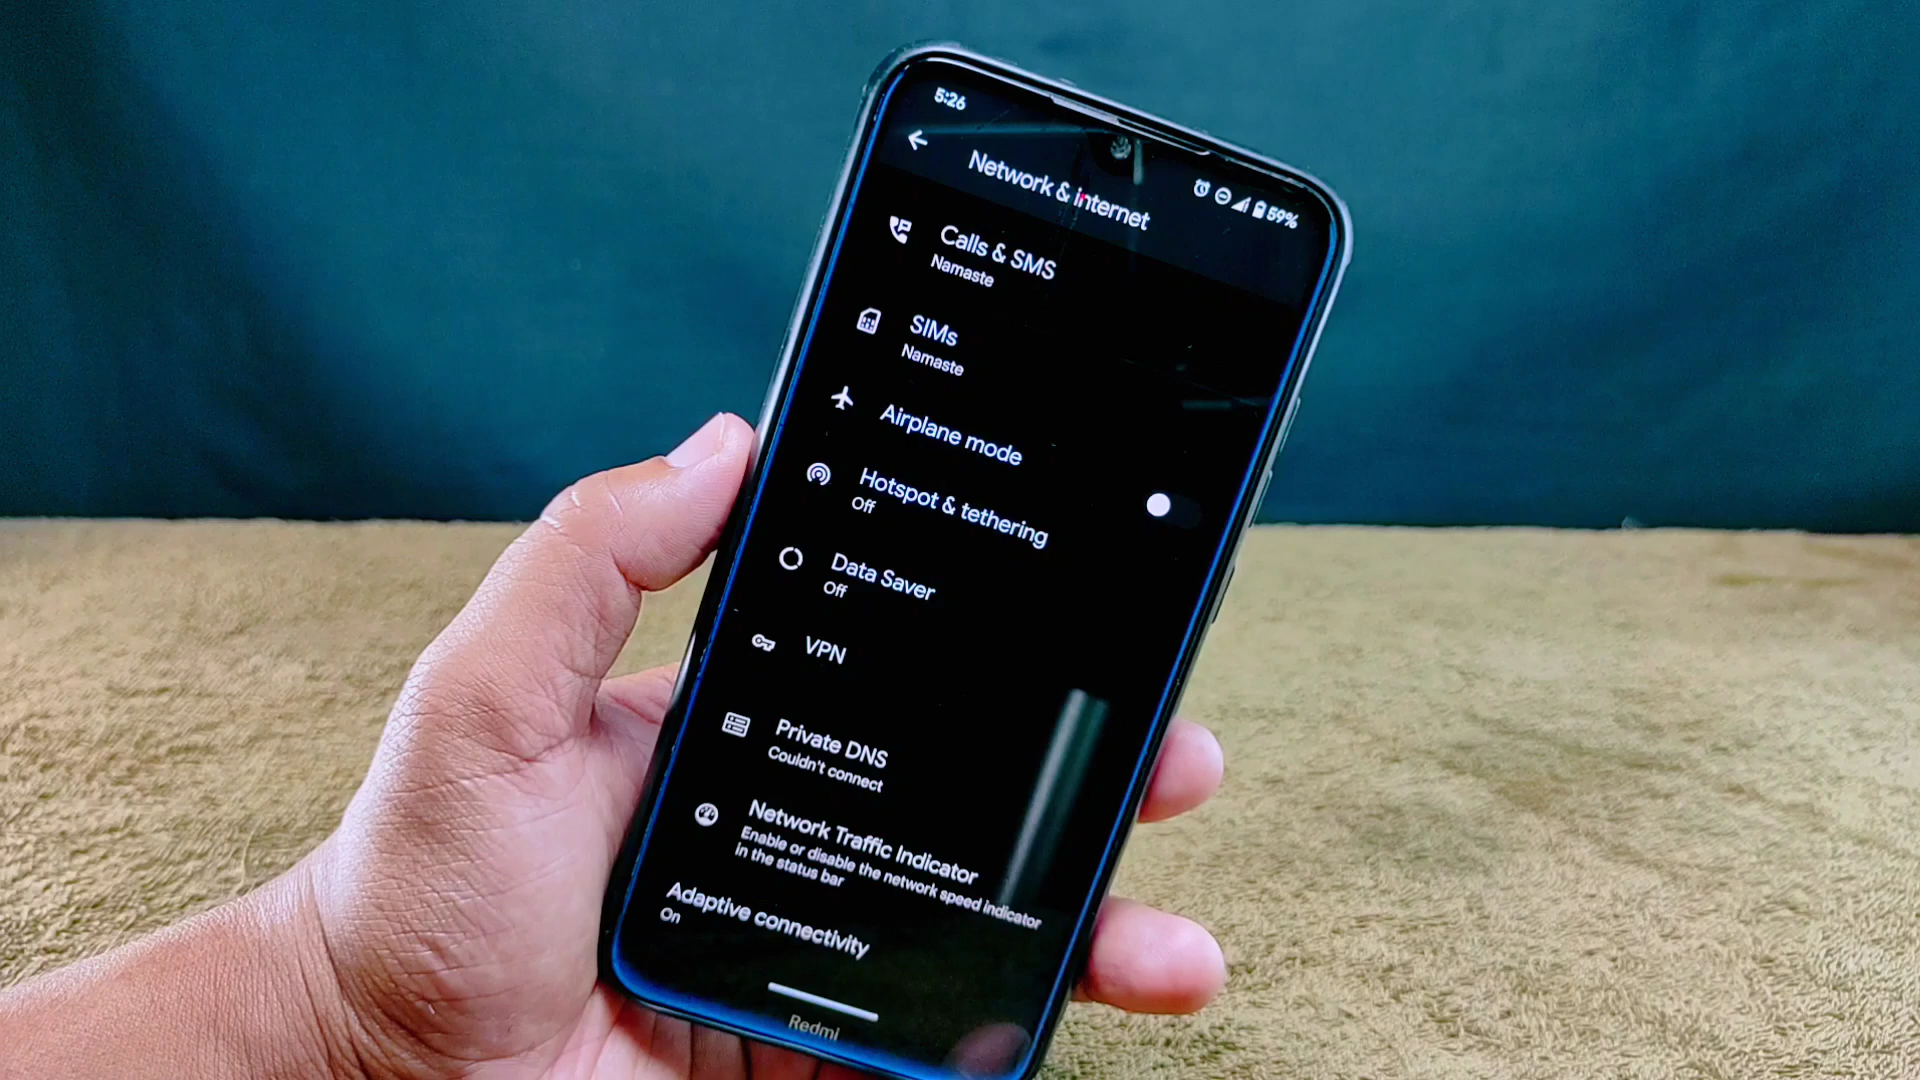 5:26
59%
Network & internet
Calls & SMS
Namaste
SIMs
Namaste
Airplane mode
Hotspot & tethering
Off
Data Saver
Off
VPN
Private DNS
Couldn't connect
Network Traffic Indicator
Enable or disable the network speed indicator
in the status bar
Adaptive connectivity
On
Redmi